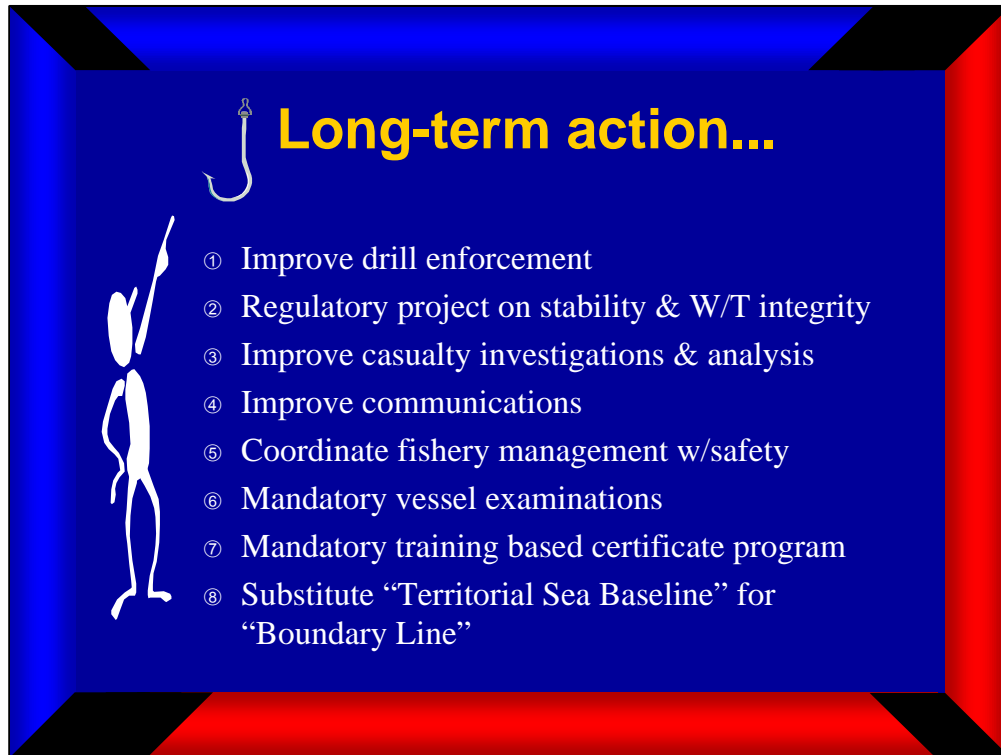 Long-term action...
① Improve drill enforcement
② Regulatory project on stability & W/T integrity
③ Improve casualty investigations & analysis
④ Improve communications
⑤ Coordinate fishery management w/safety
⑥ Mandatory vessel examinations
⑦ Mandatory training based certificate program
⑧ Substitute “Territorial Sea Baseline” for
“Boundary Line”